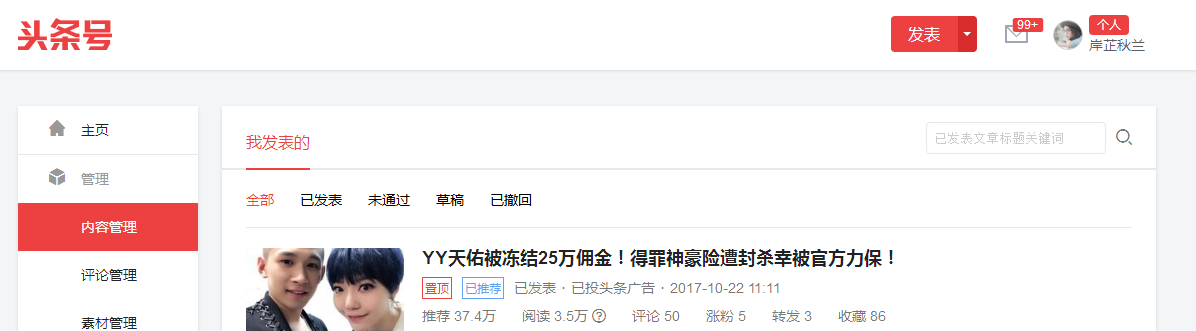 头条号
发表
99+
个人
岸芷秋兰
主页
管理
内容管理
评论管理
素材管理
我发表的
已发表文章标题关键词
全部 已发表 未通过 草稿 已撤回
YY天佑被冻结25万佣金！得罪神豪险遭封杀幸被官方力保！
置顶 已推荐 已发表 · 已投头条广告 · 2017-10-22 11:11
推荐 37.4万 阅读 3.5万 ? 评论 50 涨粉 5 转发 3 收藏 86